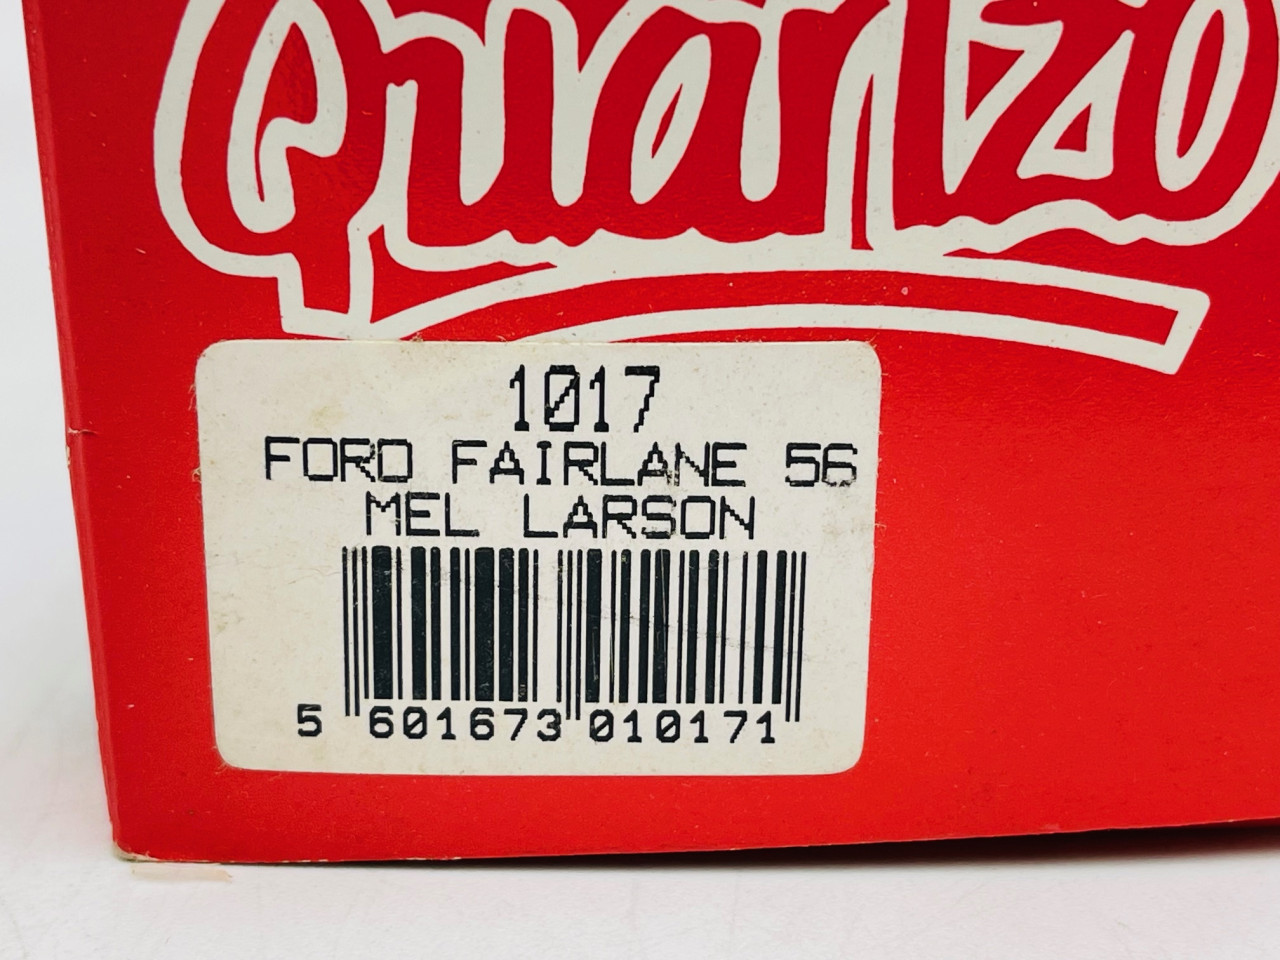 Quartzo
1017
FORD FAIRLANE 56
MEL LARSON
5 601673 010171